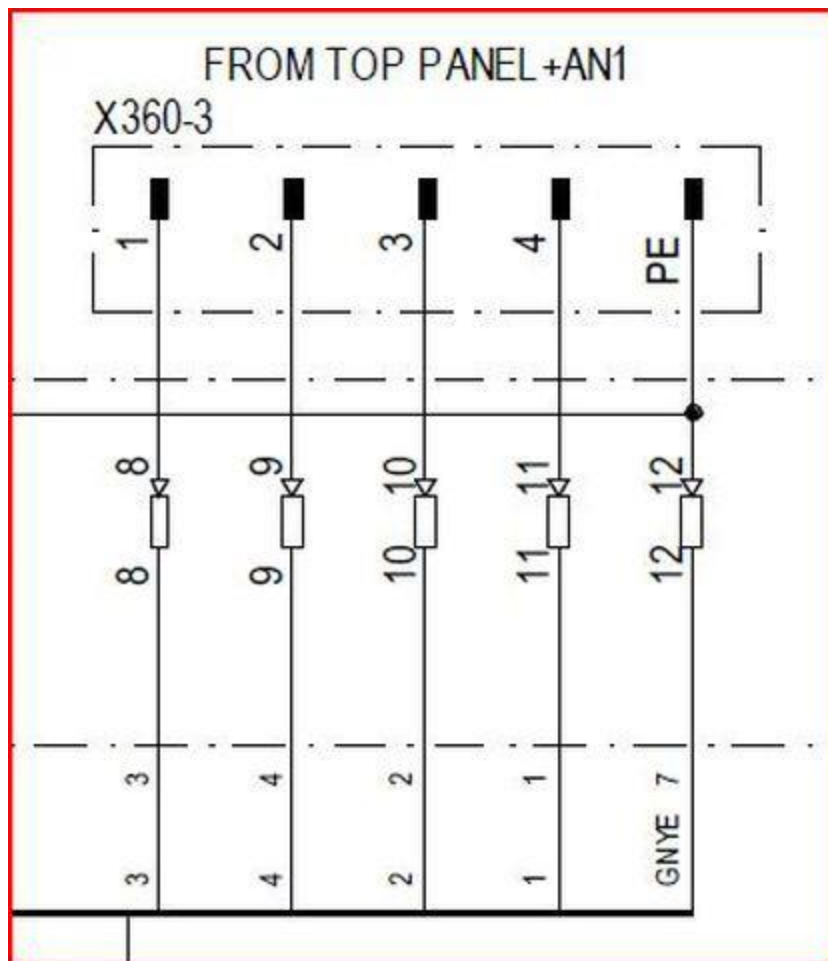 FROM TOP PANEL +AN1
X360-3
1 2 3 4 PE
8 9 10 11 12
8 9 10 11 12
3 4 2 1 7
3 4 2 1 GNYE